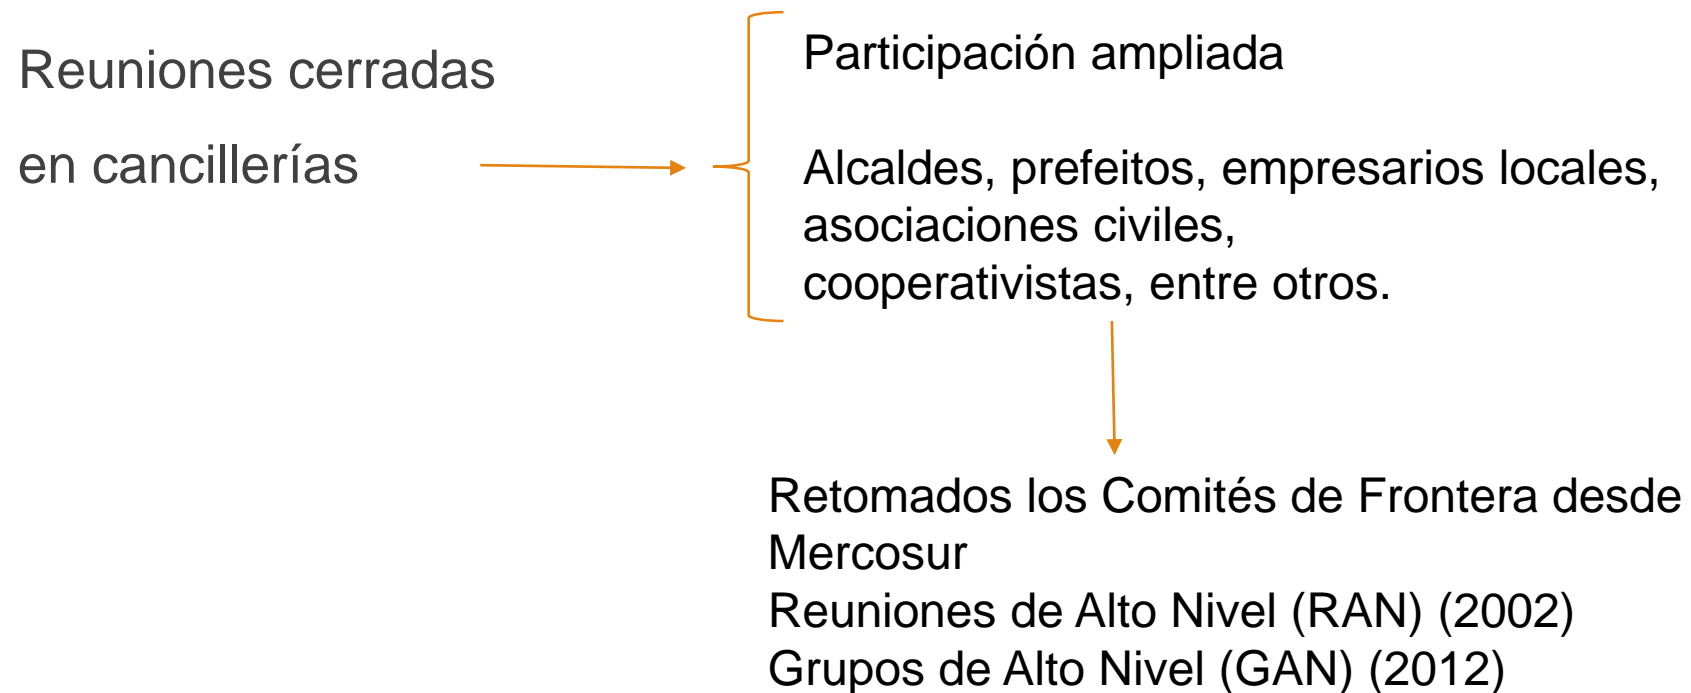 Reuniones cerradas
en cancillerías
Participación ampliada
Alcaldes, prefeitos, empresarios locales,
asociaciones civiles,
cooperativistas, entre otros.
Retomados los Comités de Frontera desde
Mercosur
Reuniones de Alto Nivel (RAN) (2002)
Grupos de Alto Nivel (GAN) (2012)